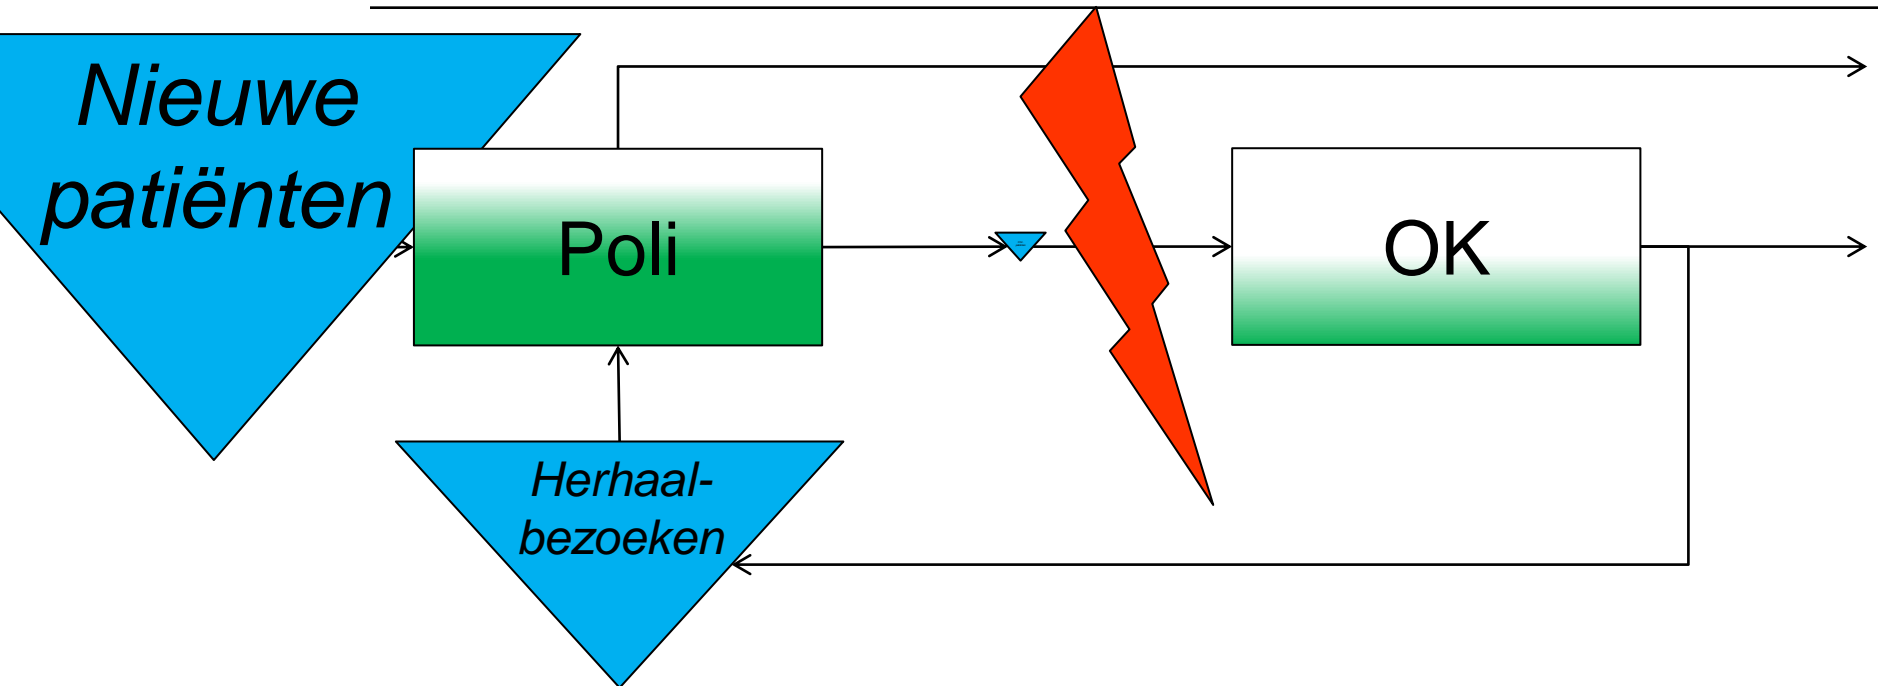 Nieuwe
patiënten
Poli
OK
Herhaal-
bezoeken